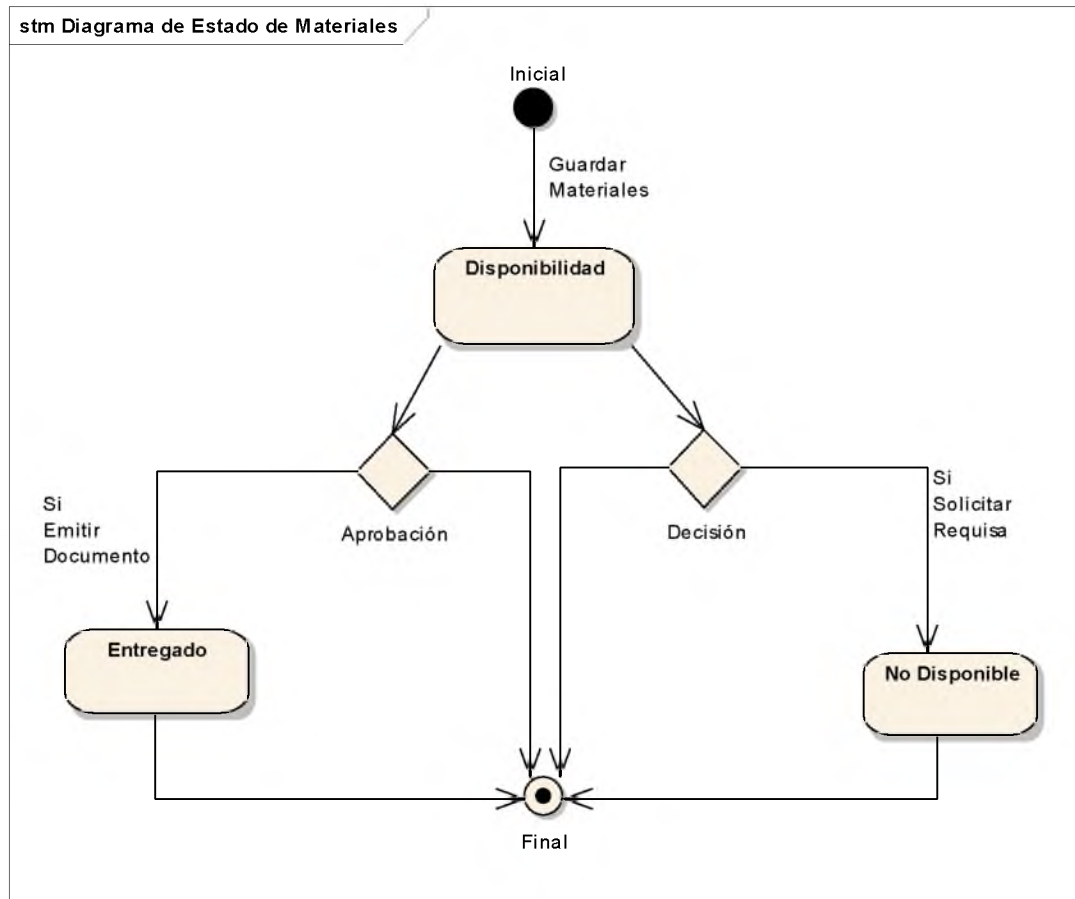 stm Diagrama de Estado de Materiales
Inicial
Guardar
Materiales
Disponibilidad
Aprobación
Decisión
Si
Emitir
Documento
Si
Solicitar
Requisa
Entregado
No Disponible
Final